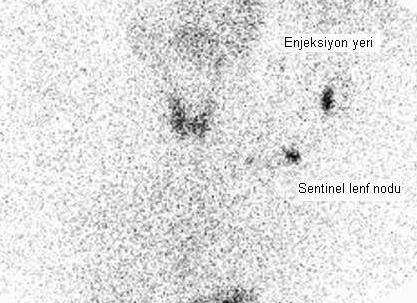 Enjeksiyon yeri
Sentinel lenf nodu